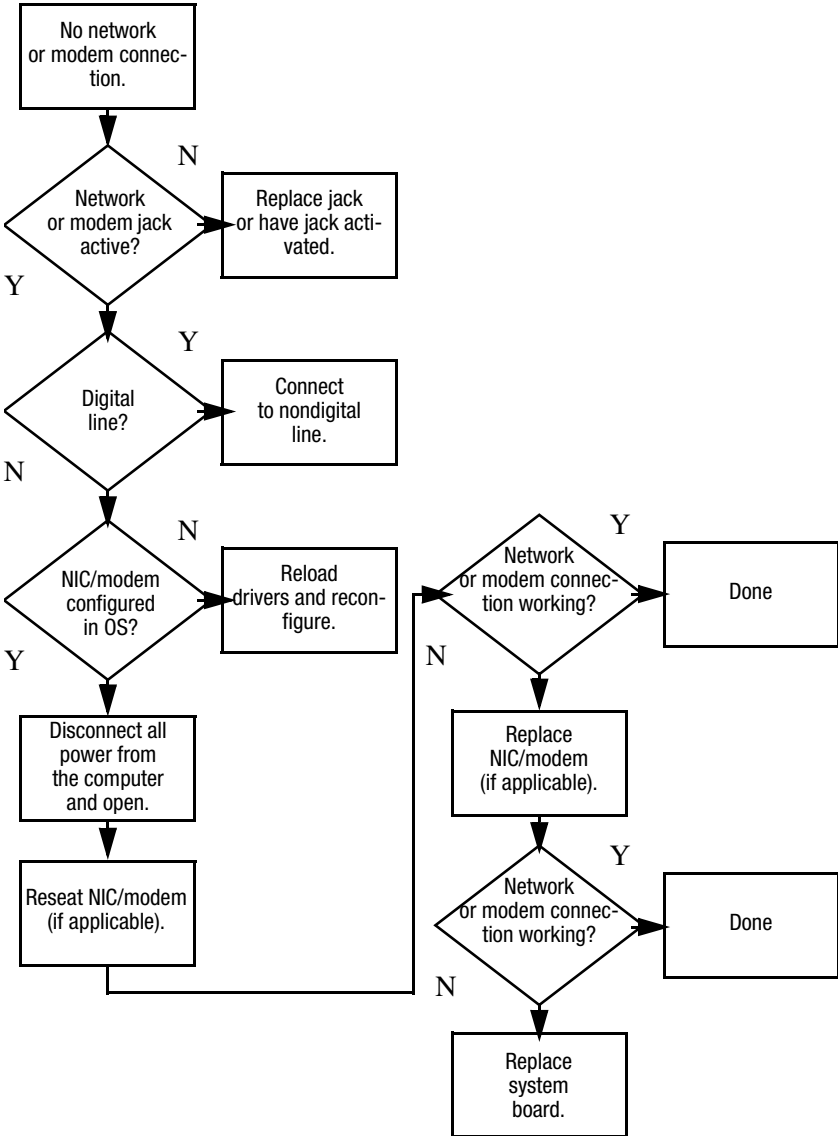 No network
or modem connec-
tion.
N
Network
or modem jack
active?
Replace jack
or have jack acti-
vated.
Y
Y
Digital
line?
Connect
to nondigital
line.
N
N
NIC/modem
configured
in OS?
Reload
drivers and recon-
figure.
Y
Disconnect all
power from
the computer
and open.
Reseat NIC/modem
(if applicable).
Y
Network
or modem connec-
tion working?
Done
N
Replace
NIC/modem
(if applicable).
Y
Network
or modem connec-
tion working?
Done
N
Replace
system
board.